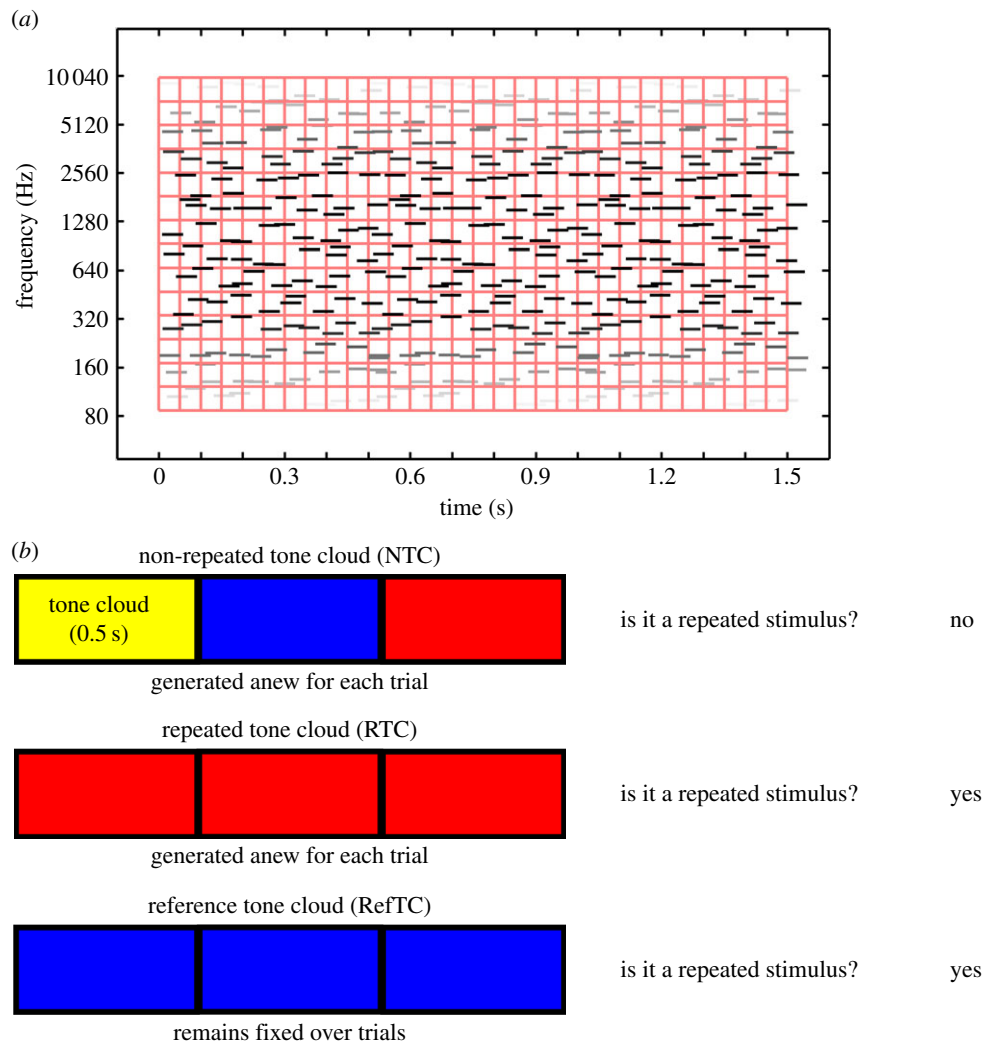 (a)
10 040
5120
2560
1280
640
320
160
80
frequency (Hz)
0 0.3 0.6 0.9 1.2 1.5
time (s)
(b)
non-repeated tone cloud (NTC)
tone cloud
(0.5 s)
is it a repeated stimulus? no
generated anew for each trial
repeated tone cloud (RTC)
is it a repeated stimulus? yes
generated anew for each trial
reference tone cloud (RefTC)
is it a repeated stimulus? yes
remains fixed over trials